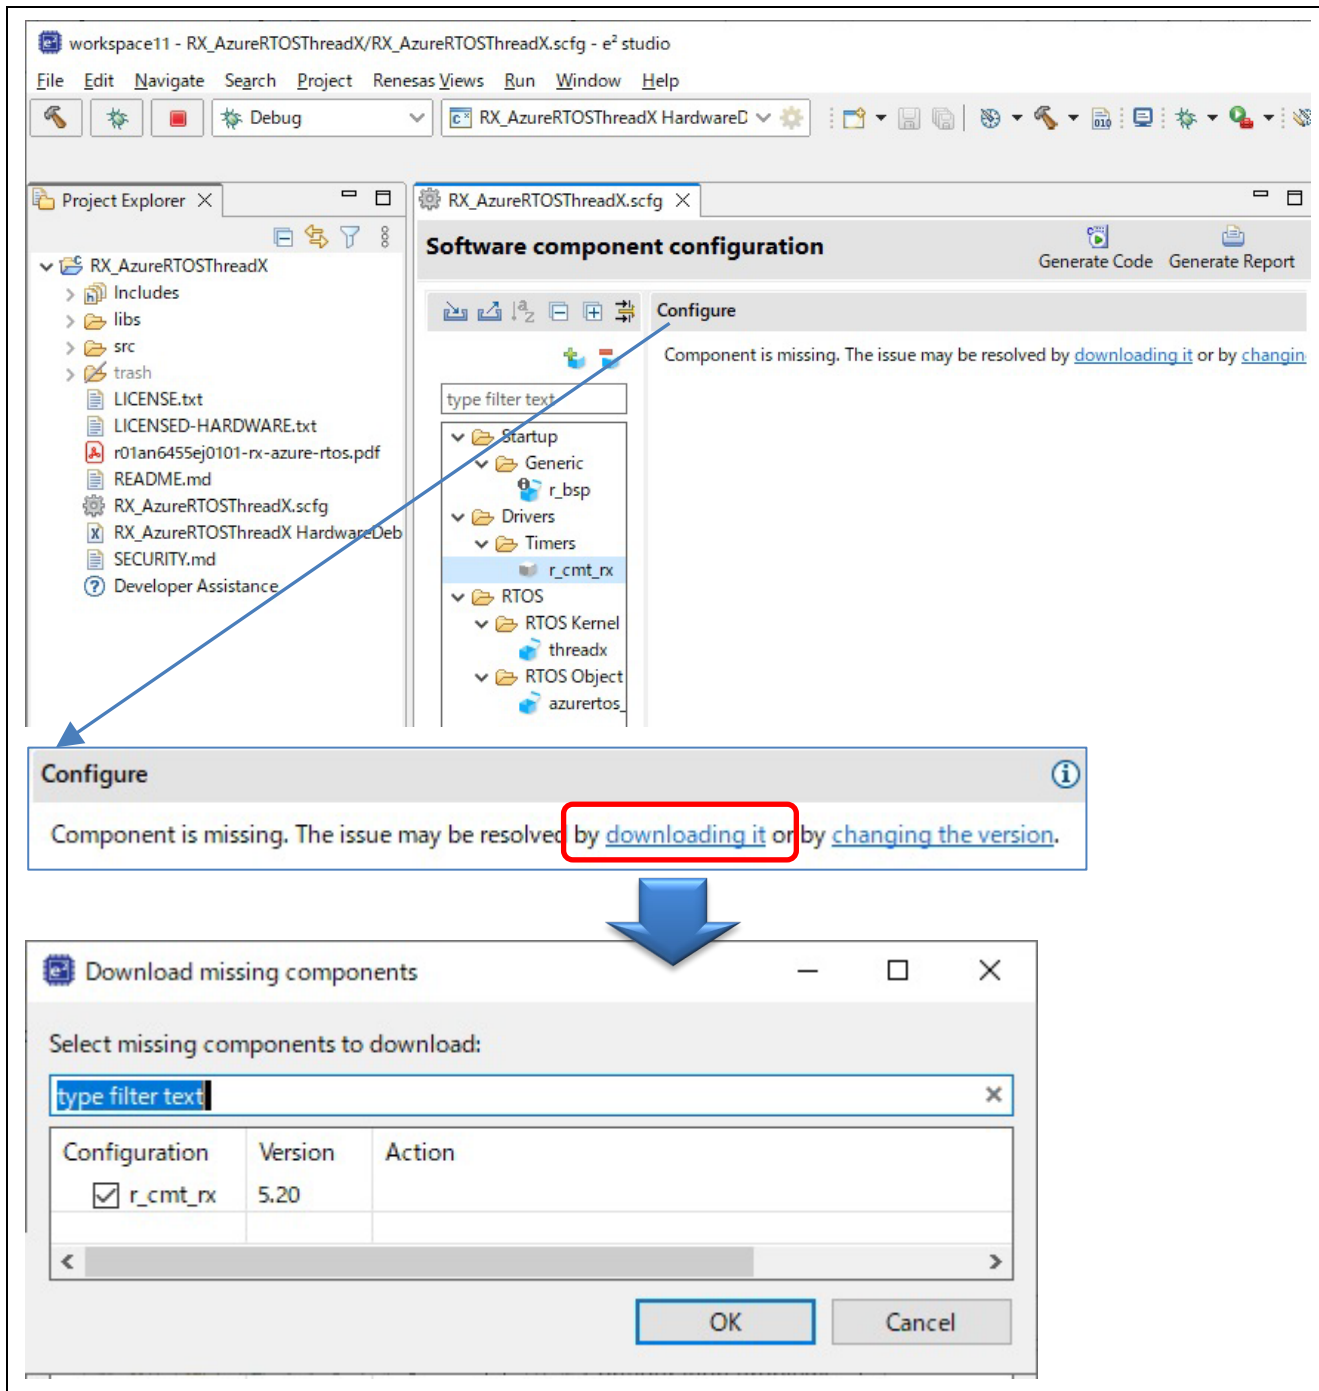 workspace11 - RX_AzureRTOSThreadX/RX_AzureRTOSThreadX.scfg - e² studio
File Edit Navigate Search Project Renesas Views Run Window Help
Debug
RX_AzureRTOSThreadX HardwareD
010
Project Explorer
RX_AzureRTOSThreadX
Includes
libs
src
trash
LICENSE.txt
LICENSED-HARDWARE.txt
r01an6455ej0101-rx-azure-rtos.pdf
README.md
RX_AzureRTOSThreadX.scfg
RX_AzureRTOSThreadX HardwareDeb
SECURITY.md
Developer Assistance
RX_AzureRTOSThreadX.scfg
Software component configuration
Generate Code Generate Report
Configure
Component is missing. The issue may be resolved by downloading it or by changin
type filter text
Startup
Generic
r_bsp
Drivers
Timers
r_cmt_rx
RTOS
RTOS Kernel
threadx
RTOS Object
azurertos_
Configure
Component is missing. The issue may be resolved by downloading it or by changing the version.
Download missing components
Select missing components to download:
type filter text
Configuration Version Action
r_cmt_rx 5.20
OK Cancel